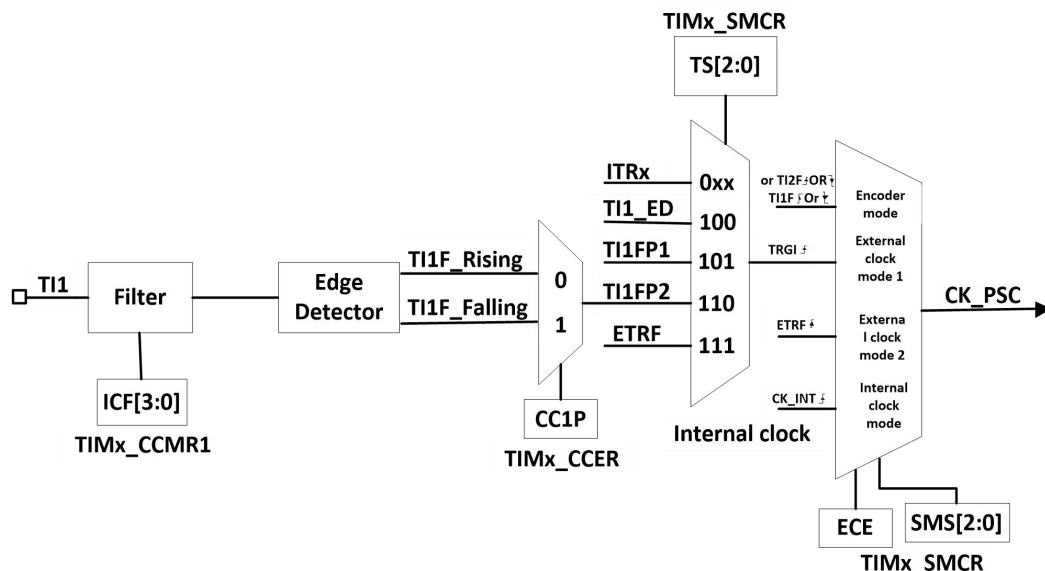 TIMx_SMCR
TS[2:0]
ITRx
0xx
TI1_ED
100
TI1FP1
101
TI1FP2
110
ETRF
111
TI1
Filter
ICF[3:0]
TIMx_CCMR1
Edge
Detector
TI1F_Rising
TI1F_Falling
0
1
CC1P
TIMx_CCER
Internal clock
or TI2F OR
TI1F Or
Encoder
mode
TRGI
External
clock
mode 1
ETRF
Externa
l clock
mode 2
CK_INT
Internal
clock
mode
CK_PSC
ECE
SMS[2:0]
TIMx_SMCR